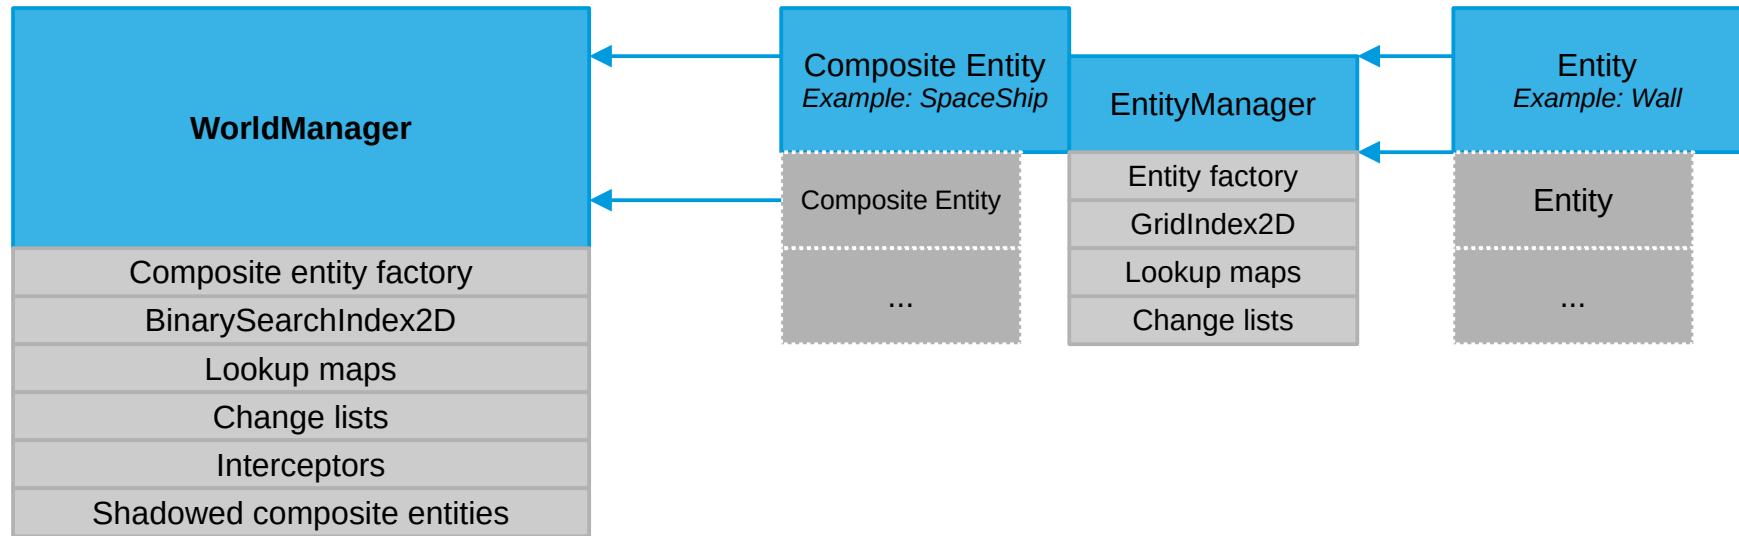 WorldManager
Composite entity factory
BinarySearchIndex2D
Lookup maps
Change lists
Interceptors
Shadowed composite entities
Composite Entity
Example: SpaceShip
Composite Entity
...
EntityManager
Entity factory
GridIndex2D
Lookup maps
Change lists
Entity
Example: Wall
Entity
...